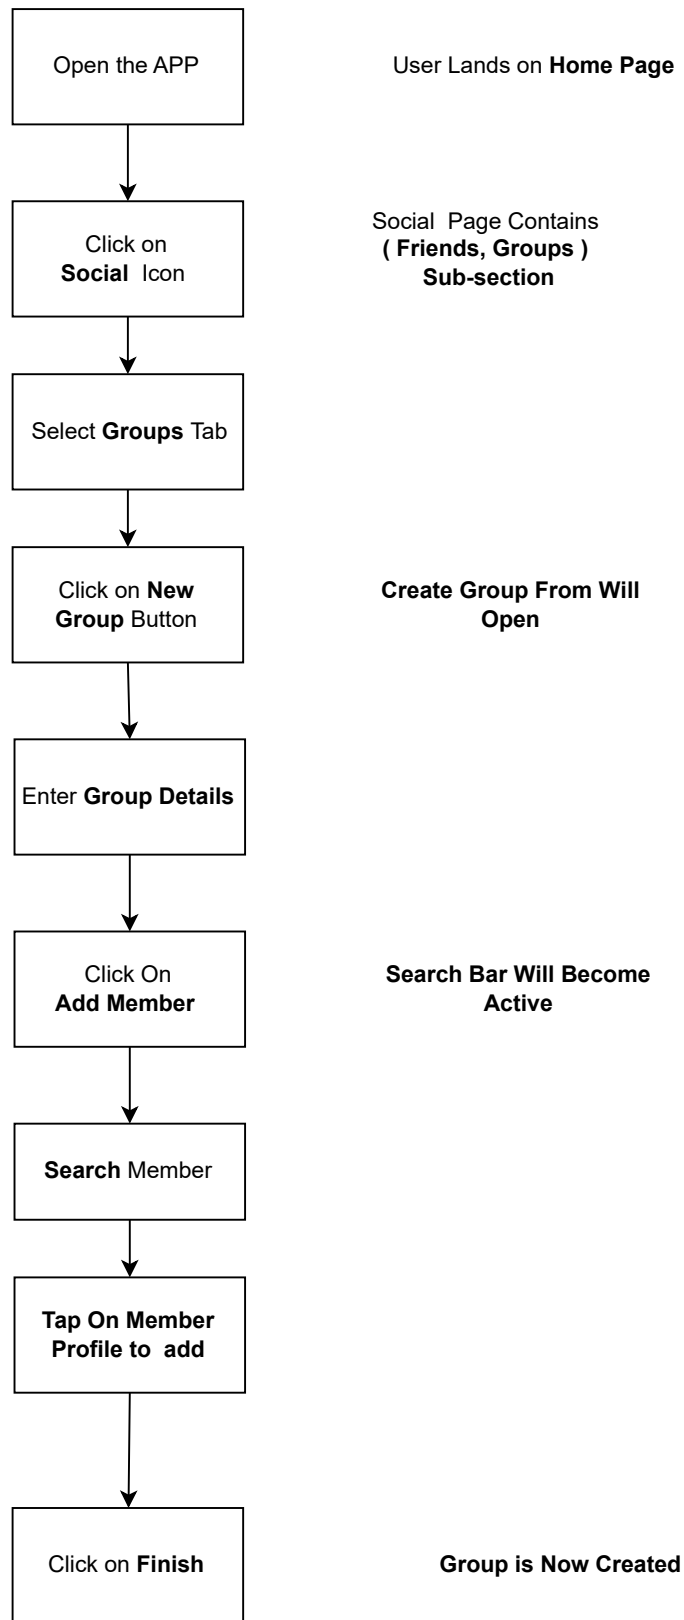 Open the APP
User Lands on Home Page
Click on
Social Icon
Social Page Contains
( Friends, Groups )
Sub-section
Select Groups Tab
Click on New
Group Button
Create Group From Will
Open
Enter Group Details
Click On
Add Member
Search Bar Will Become
Active
Search Member
Tap On Member
Profile to add
Click on Finish
Group is Now Created